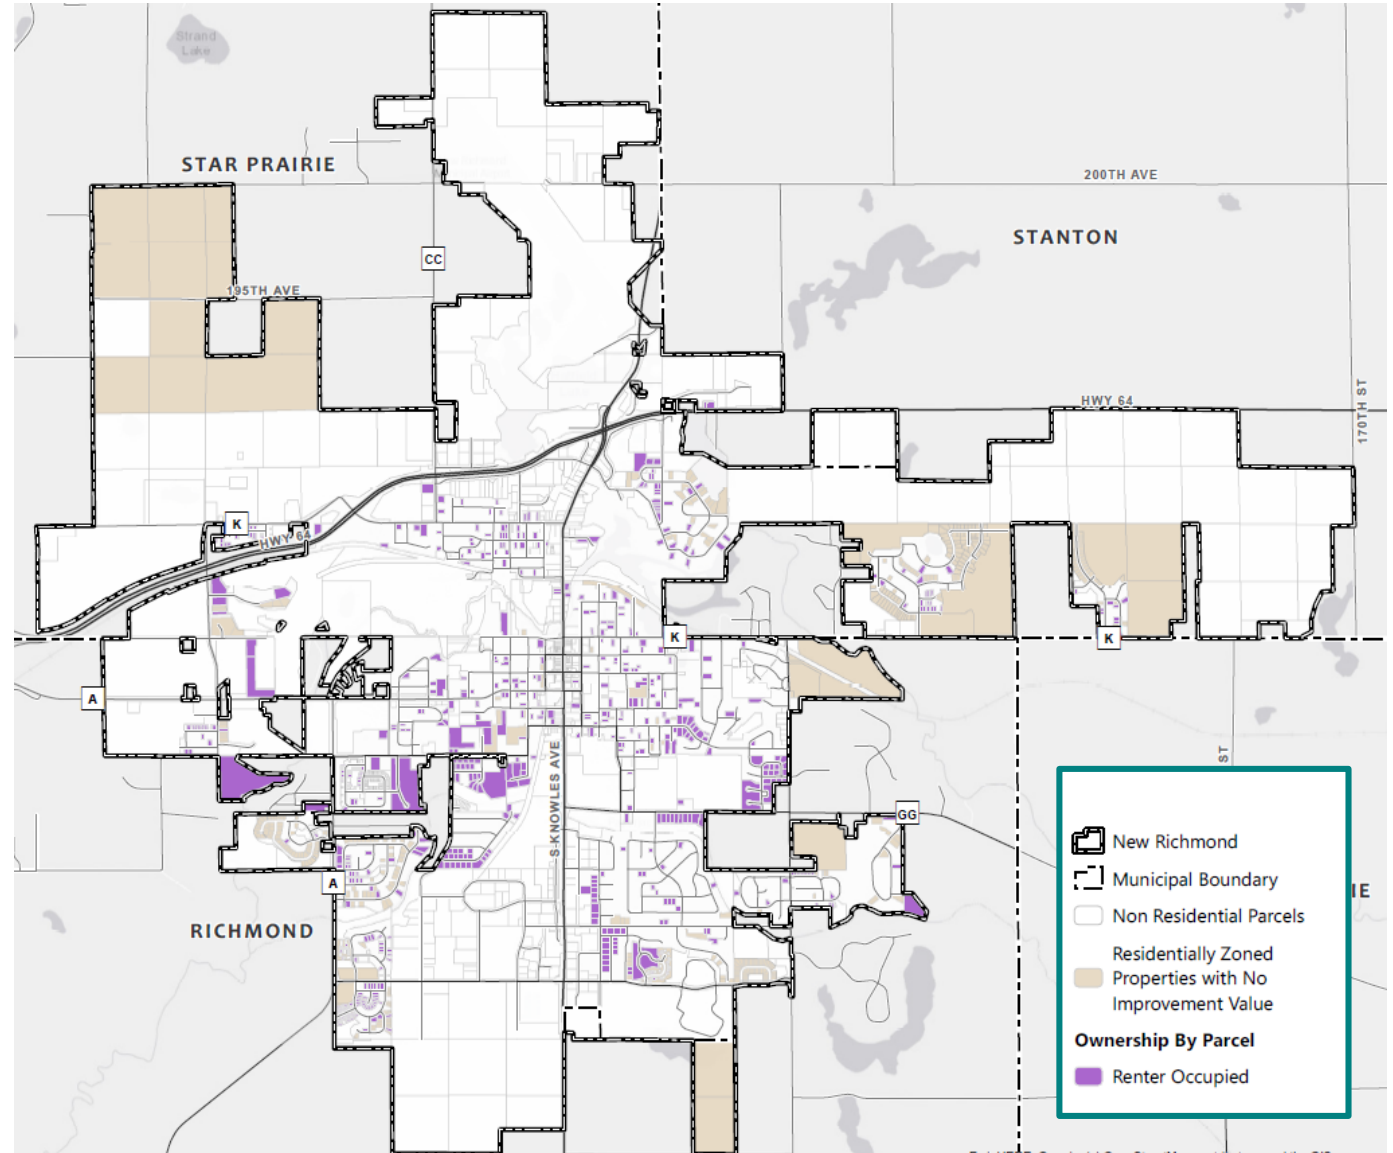 Strand
Lake
STAR PRAIRIE
200TH AVE
STANTON
CC
195TH AVE
170TH ST
HWY 64
K
HWY 64
K
K
A
S KNOWLES AVE
ST
GG
A
RICHMOND
IE
New Richmond
Municipal Boundary
Non Residential Parcels
Residentially Zoned
Properties with No
Improvement Value
Ownership By Parcel
Renter Occupied